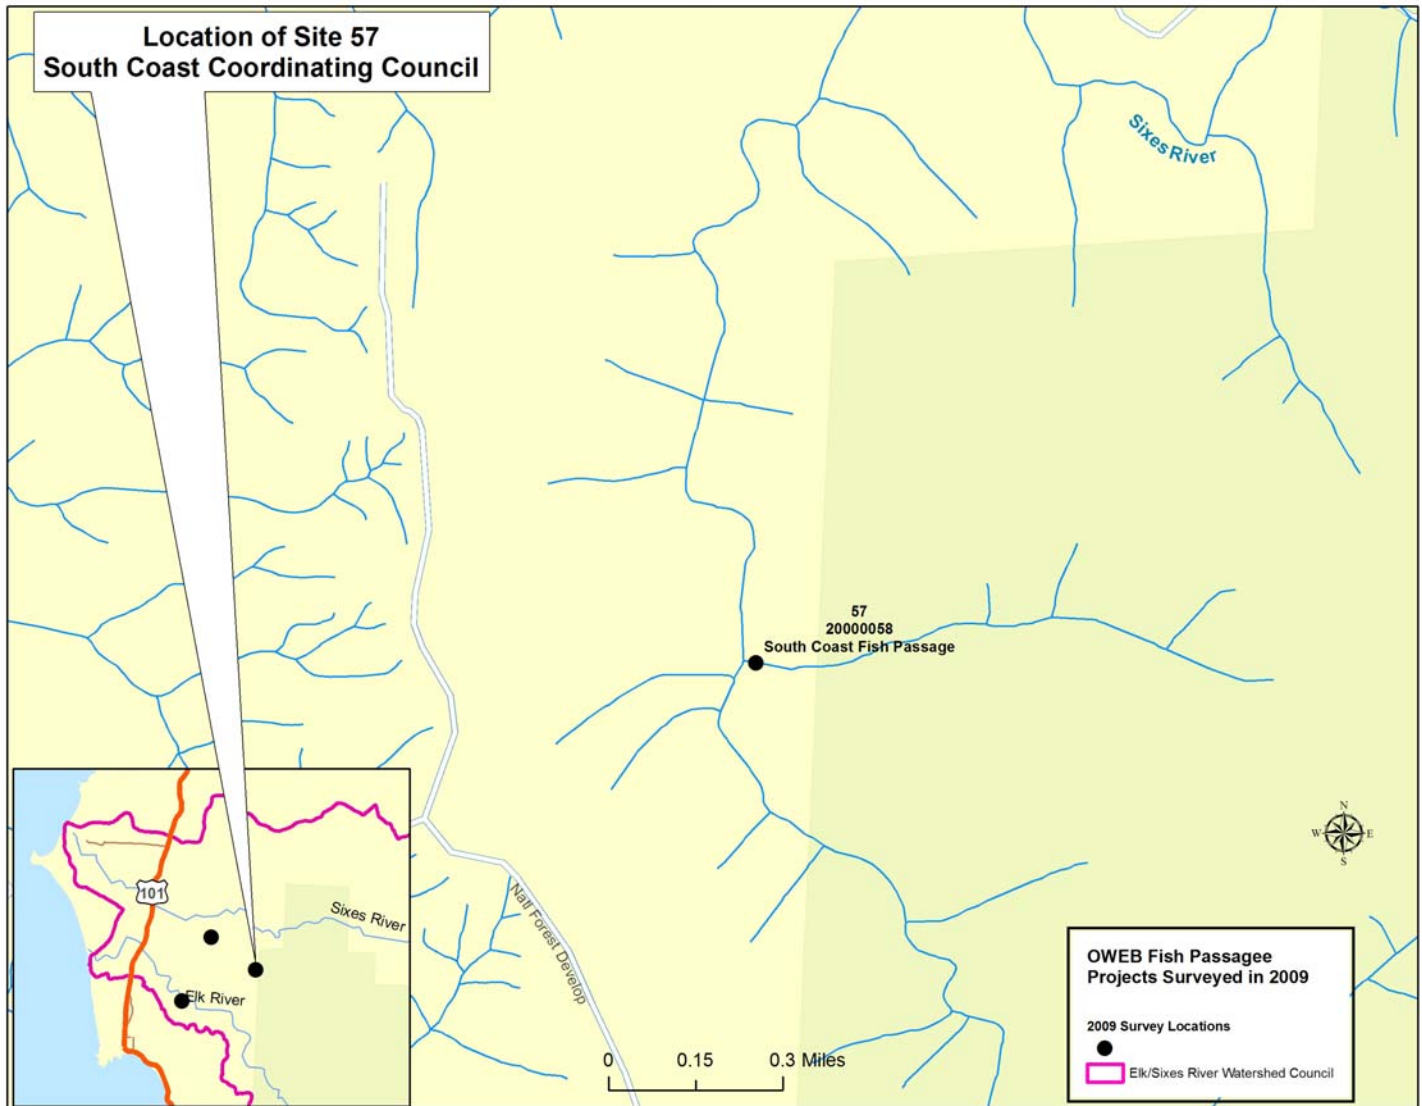 Location of Site 57
South Coast Coordinating Council
Sixes River
57
20000058
South Coast Fish Passage
101
Sixes River
Elk River
Natl Forest Develop
N
W
E
S
0 0.15 0.3 Miles
OWEB Fish Passagee
Projects Surveyed in 2009
2009 Survey Locations
Elk/Sixes River Watershed Council